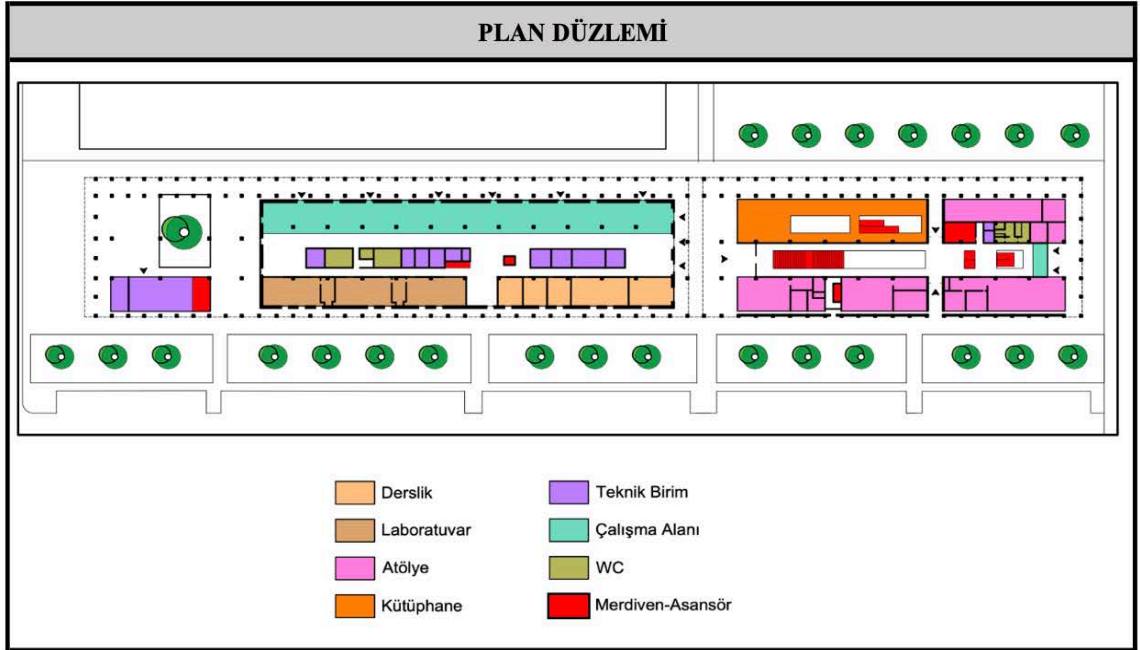 PLAN DÜZLEMİ
Derslik
Teknik Birim
Laboratuvar
Çalışma Alanı
Atölye
WC
Kütüphane
Merdiven-Asansör